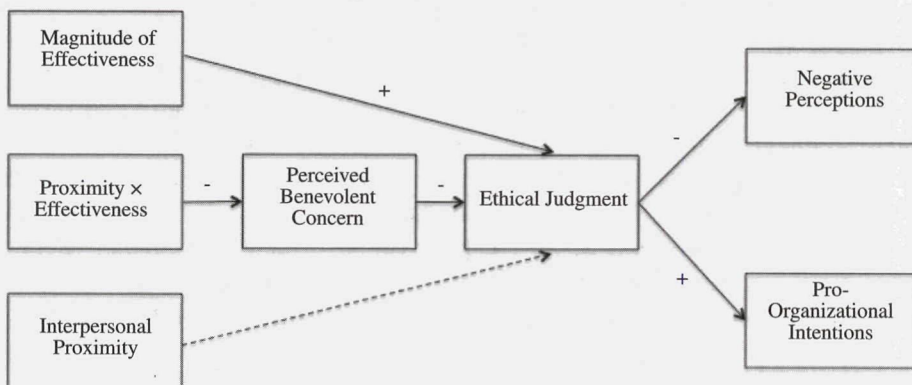 Magnitude of
Effectiveness
+
Negative
Perceptions
-
Proximity ×
Effectiveness
-
Perceived
Benevolent
Concern
-
Ethical Judgment
+
Interpersonal
Proximity
Pro-
Organizational
Intentions